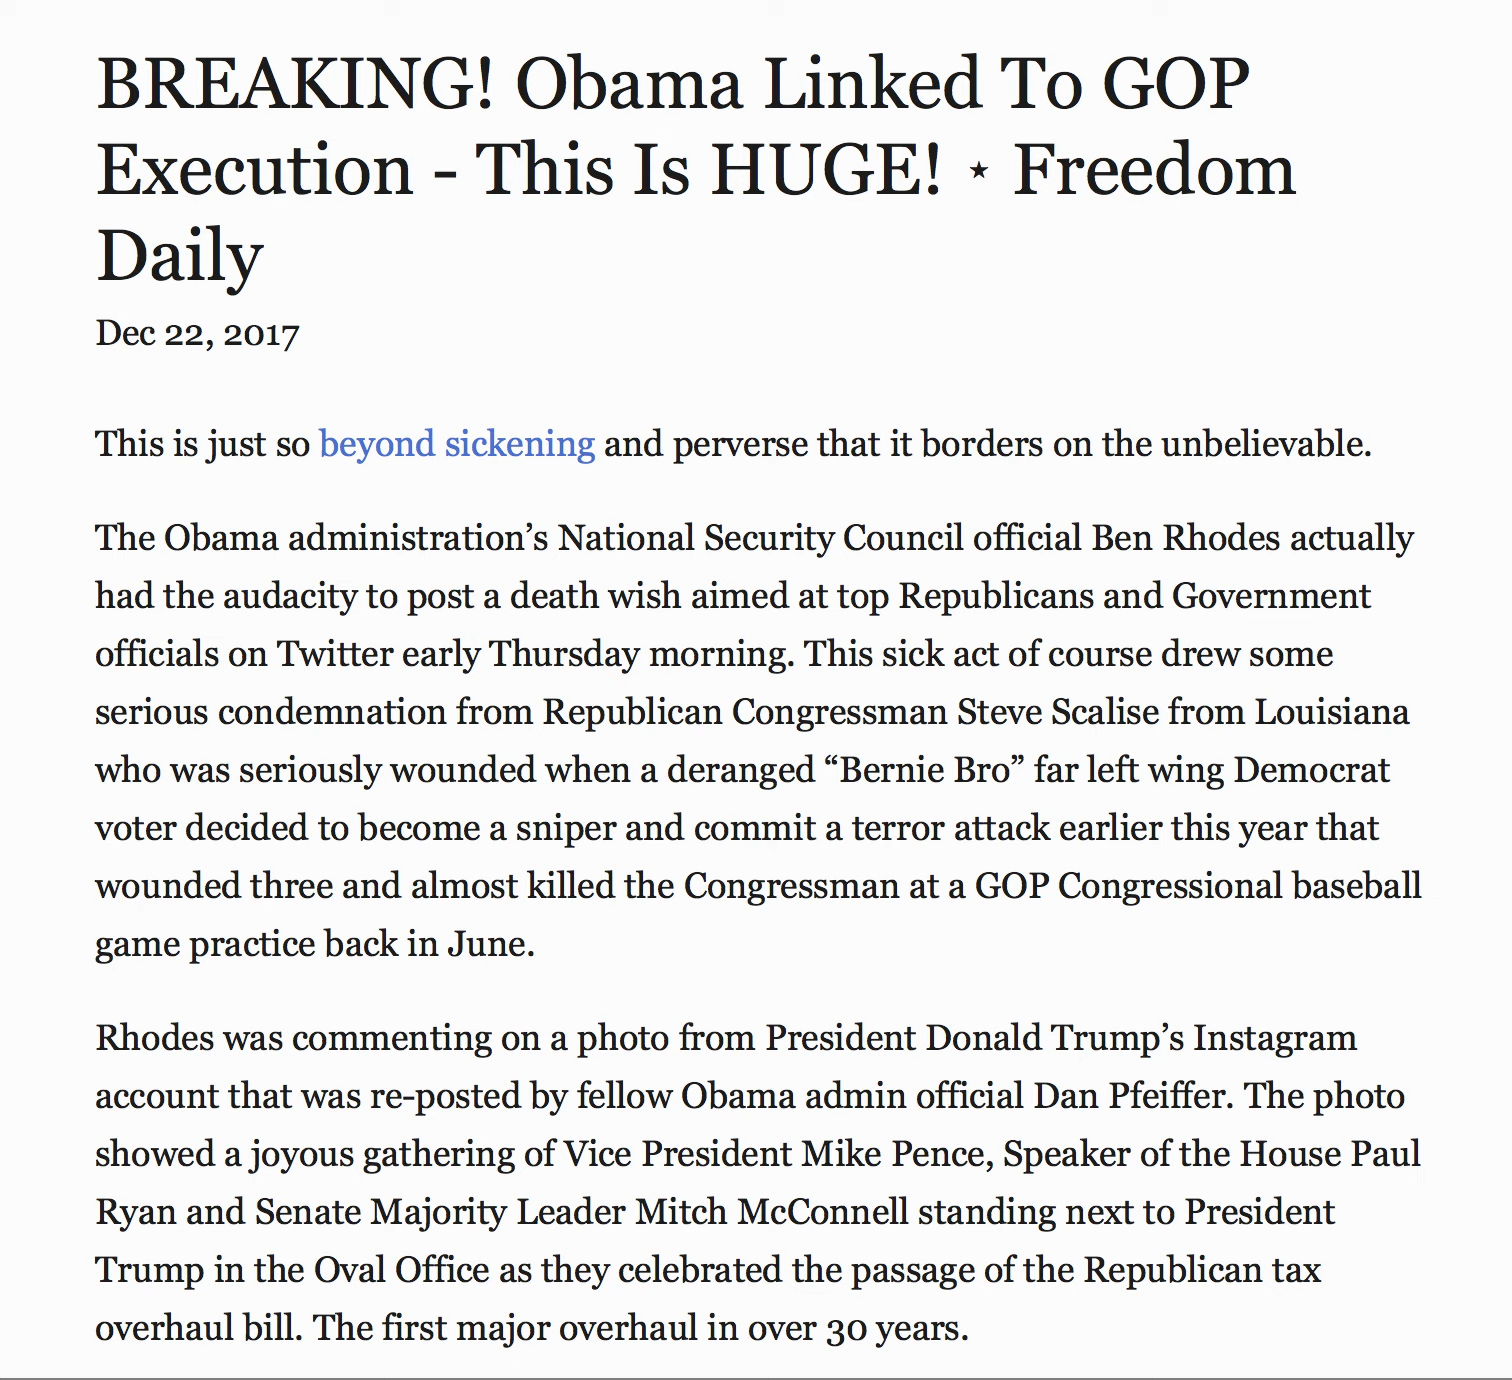 BREAKING! Obama Linked To GOP
Execution - This Is HUGE! ⋆ Freedom
Daily
Dec 22, 2017
This is just so beyond sickening and perverse that it borders on the unbelievable.
The Obama administration’s National Security Council official Ben Rhodes actually
had the audacity to post a death wish aimed at top Republicans and Government
officials on Twitter early Thursday morning. This sick act of course drew some
serious condemnation from Republican Congressman Steve Scalise from Louisiana
who was seriously wounded when a deranged “Bernie Bro” far left wing Democrat
voter decided to become a sniper and commit a terror attack earlier this year that
wounded three and almost killed the Congressman at a GOP Congressional baseball
game practice back in June.
Rhodes was commenting on a photo from President Donald Trump’s Instagram
account that was re-posted by fellow Obama admin official Dan Pfeiffer. The photo
showed a joyous gathering of Vice President Mike Pence, Speaker of the House Paul
Ryan and Senate Majority Leader Mitch McConnell standing next to President
Trump in the Oval Office as they celebrated the passage of the Republican tax
overhaul bill. The first major overhaul in over 30 years.